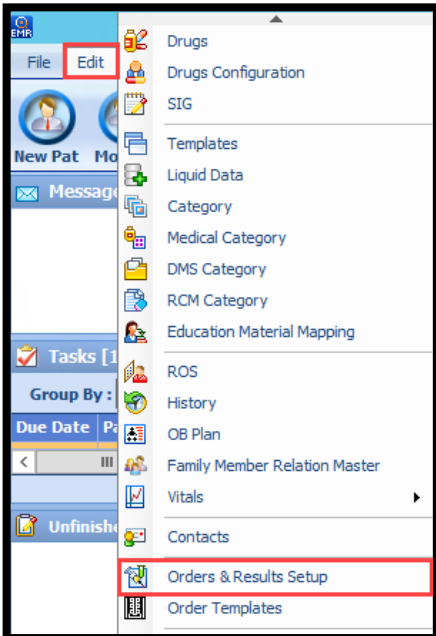 EMR
File Edit
New Pat Mo
Message
Tasks [1
Group By :
Due Date Pa
Unfinishe
Drugs
Drugs Configuration
SIG
Templates
Liquid Data
Category
Medical Category
DMS Category
RCM Category
Education Material Mapping
ROS
History
OB Plan
Family Member Relation Master
Vitals
Contacts
Orders & Results Setup
Order Templates